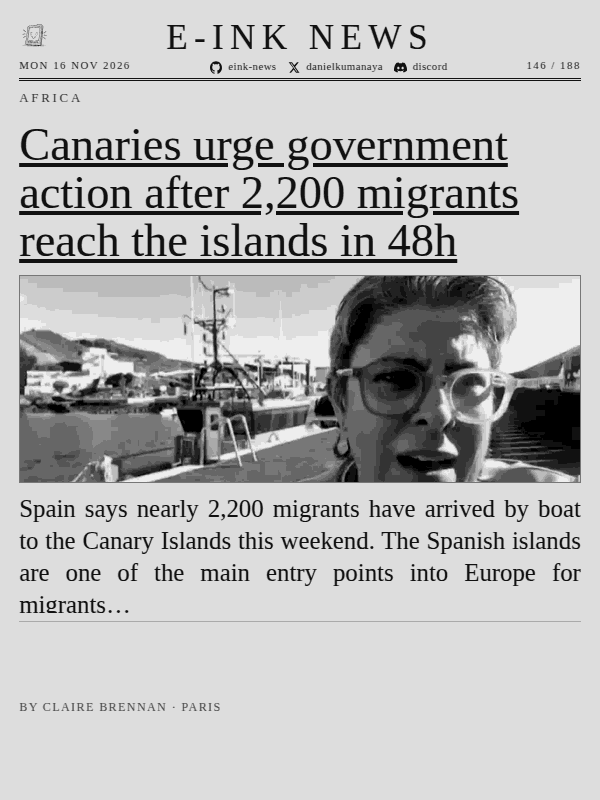 E-INK NEWS
MON 16 NOV 2026
eink-news danielkumanaya discord
146 / 188
AFRICA
Canaries urge government
action after 2,200 migrants
reach the islands in 48h
Spain says nearly 2,200 migrants have arrived by boat
to the Canary Islands this weekend. The Spanish islands
are one of the main entry points into Europe for
migrants…
BY CLAIRE BRENNAN · PARIS